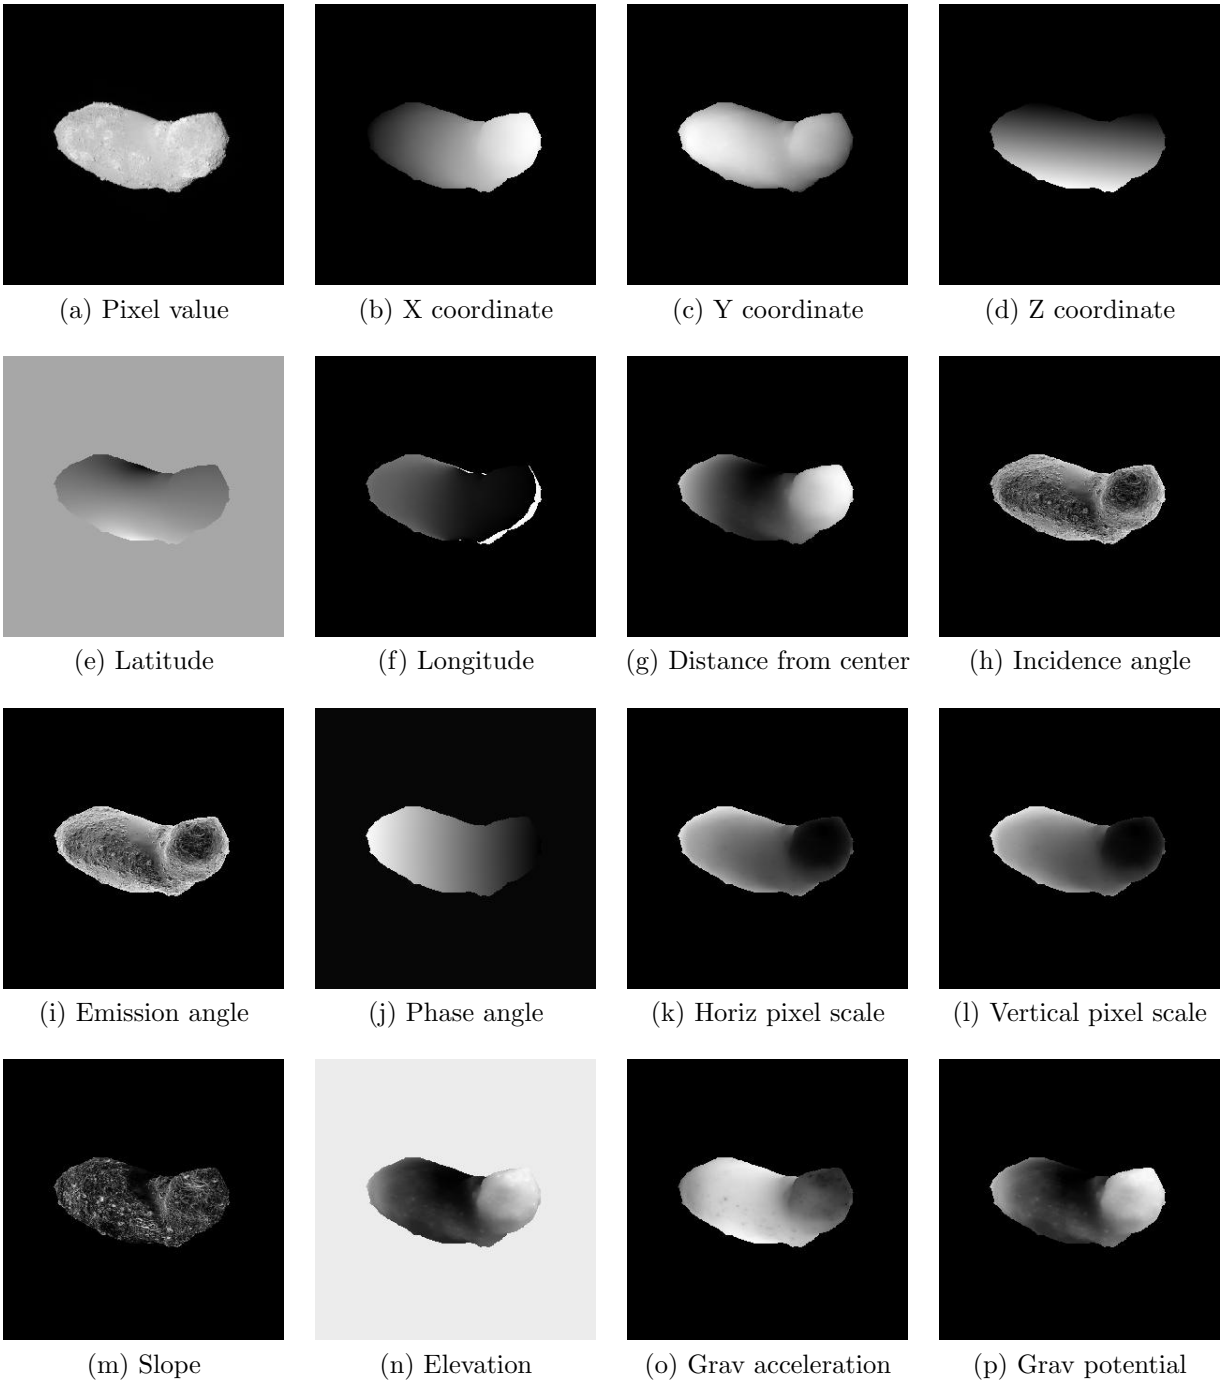 (a) Pixel value
(b) X coordinate
(c) Y coordinate
(d) Z coordinate
(e) Latitude
(f) Longitude
(g) Distance from center
(h) Incidence angle
(i) Emission angle
(j) Phase angle
(k) Horiz pixel scale
(l) Vertical pixel scale
(m) Slope
(n) Elevation
(o) Grav acceleration
(p) Grav potential